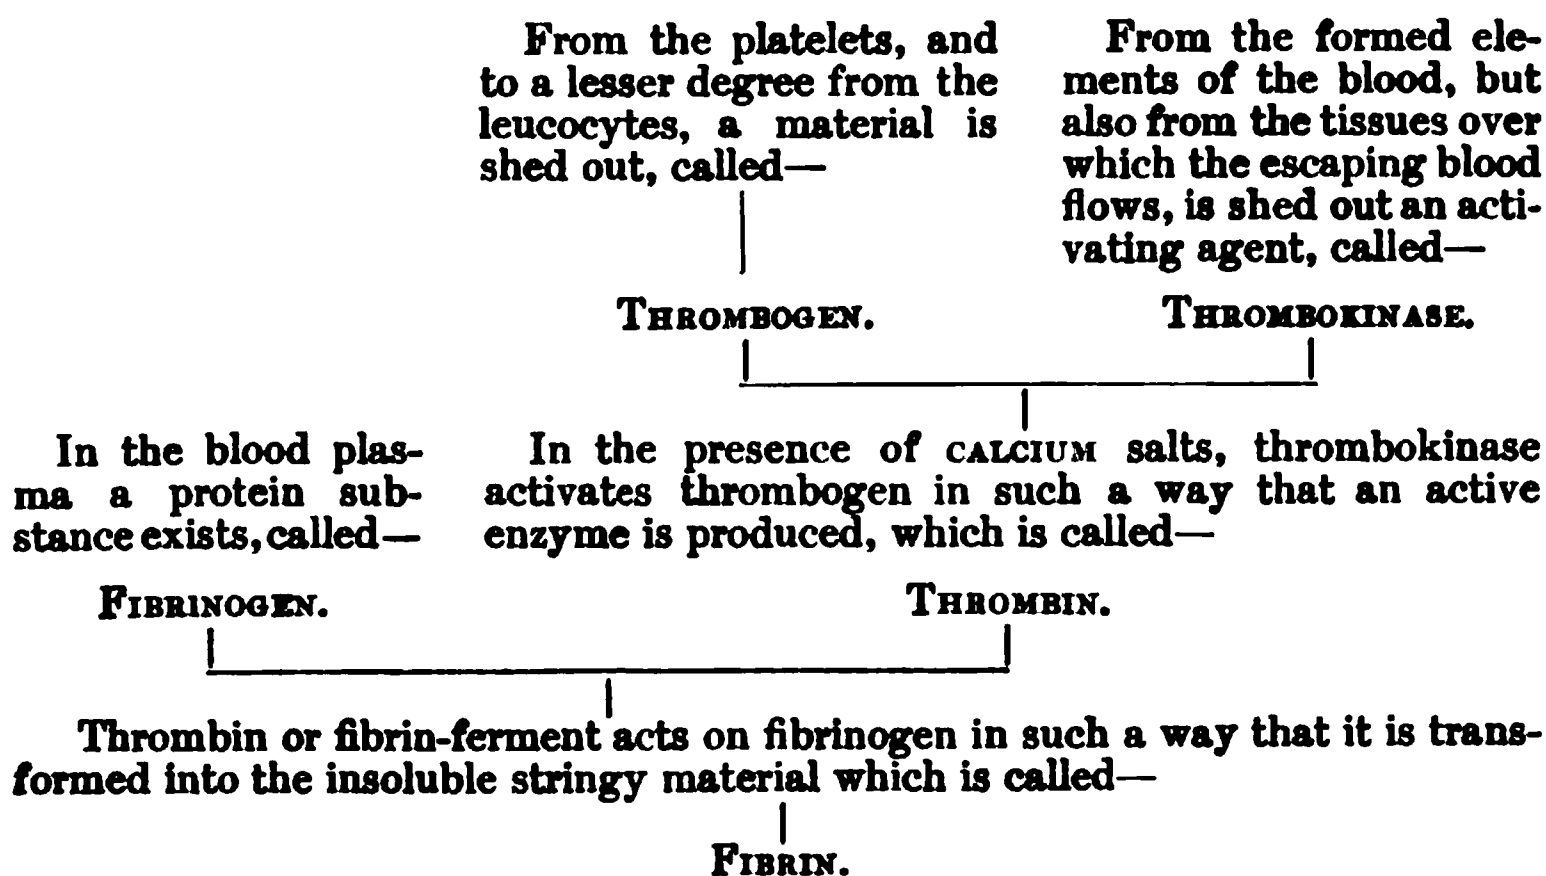 From the platelets, and
to a lesser degree from the
leucocytes, a material is
shed out, called—
From the formed ele-
ments of the blood, but
also from the tissues over
which the escaping blood
flows, is shed out an acti-
vating agent, called—
THROMBOGEN.
THROMBOKINASE.
In the blood plas-
ma a protein sub-
stance exists, called—
In the presence of CALCIUM salts, thrombokinase
activates thrombogen in such a way that an active
enzyme is produced, which is called—
FIBRINOGEN.
THROMBIN.
Thrombin or fibrin-ferment acts on fibrinogen in such a way that it is trans-
formed into the insoluble stringy material which is called—
FIBRIN.